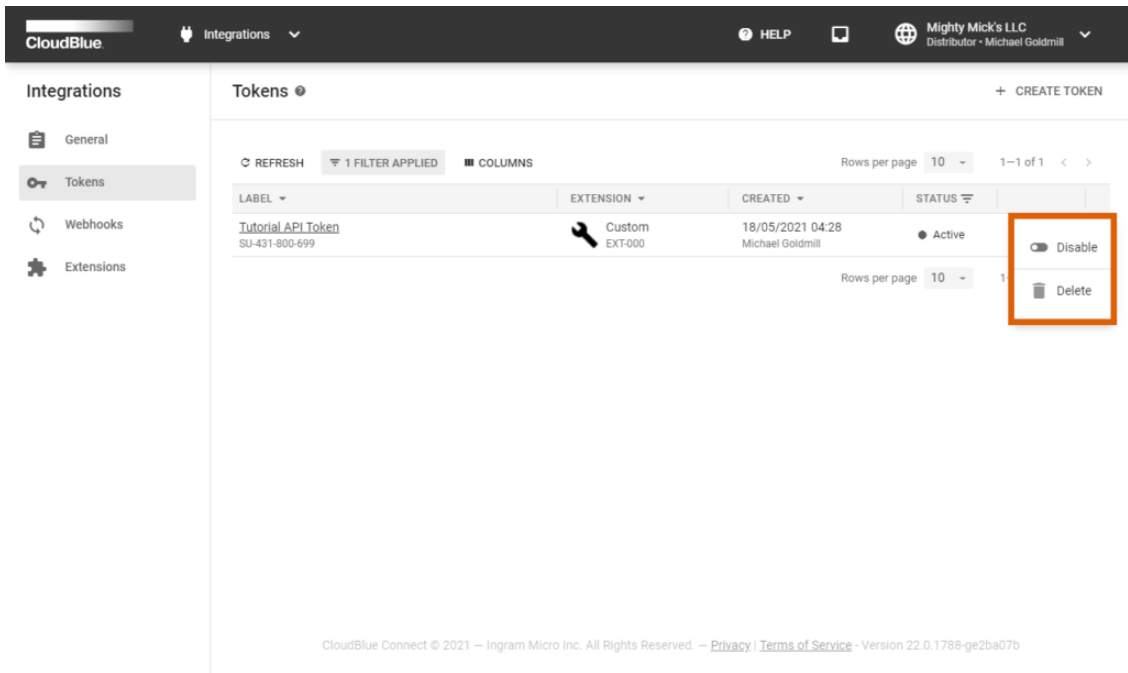 CloudBlue.
Integrations
HELP
Mighty Mick's LLC
Distributor • Michael Goldmill
Integrations
General
Tokens
Webhooks
Extensions
Tokens
+ CREATE TOKEN
REFRESH
1 FILTER APPLIED
COLUMNS
Rows per page 10
1–1 of 1
LABEL
EXTENSION
CREATED
STATUS
Tutorial API Token
SU-431-800-699
Custom
EXT-000
18/05/2021 04:28
Michael Goldmill
Active
Disable
Delete
Rows per page 10
CloudBlue Connect © 2021 — Ingram Micro Inc. All Rights Reserved. — Privacy | Terms of Service - Version 22.0.1788-ge2ba07b